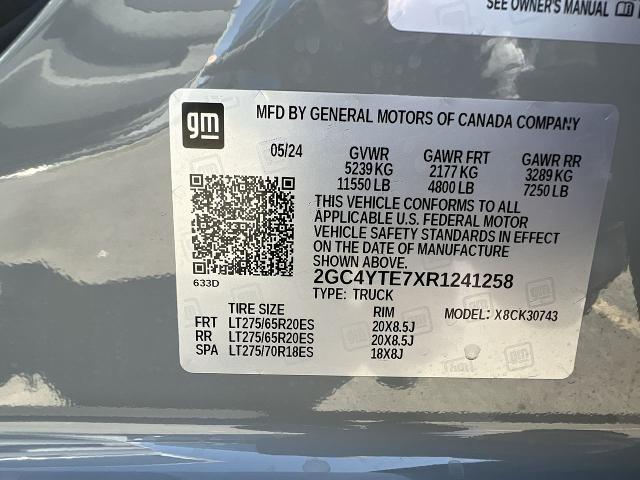 SEE OWNER'S MANUAL
gm
MFD BY GENERAL MOTORS OF CANADA COMPANY
05/24 GVWR GAWR FRT GAWR RR
5239 KG 2177 KG 3289 KG
11550 LB 4800 LB 7250 LB
THIS VEHICLE CONFORMS TO ALL
APPLICABLE U.S. FEDERAL MOTOR
VEHICLE SAFETY STANDARDS IN EFFECT
ON THE DATE OF MANUFACTURE
SHOWN ABOVE.
633D
2GC4YTE7XR1241258
TYPE: TRUCK
TIRE SIZE RIM MODEL: X8CK30743
FRT LT275/65R20ES 20X8.5J
RR LT275/65R20ES 20X8.5J
SPA LT275/70R18ES 18X8J